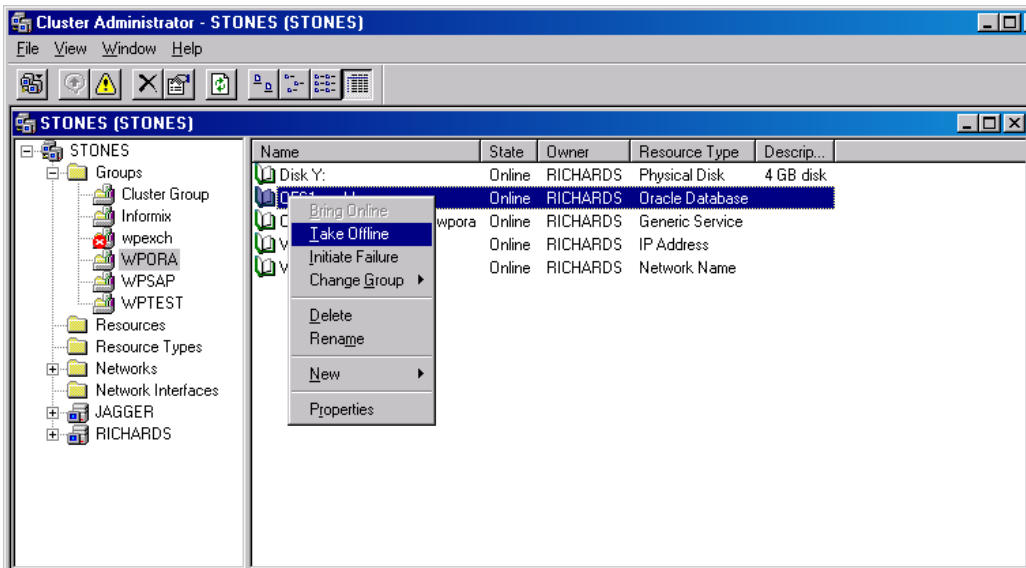 Cluster Administrator - STONES (STONES)
File View Window Help
STONES (STONES)
STONES
Groups
Cluster Group
Informix
wpexch
WPORA
WPSAP
WPTEST
Resources
Resource Types
Networks
Network Interfaces
JAGGER
RICHARDS
Name State Owner Resource Type Descrip...
Disk Y: Online RICHARDS Physical Disk 4 GB disk
Online RICHARDS Oracle Database
wpora Online RICHARDS Generic Service
V Online RICHARDS IP Address
V Online RICHARDS Network Name
Bring Online
Take Offline
Initiate Failure
Change Group
Delete
Rename
New
Properties